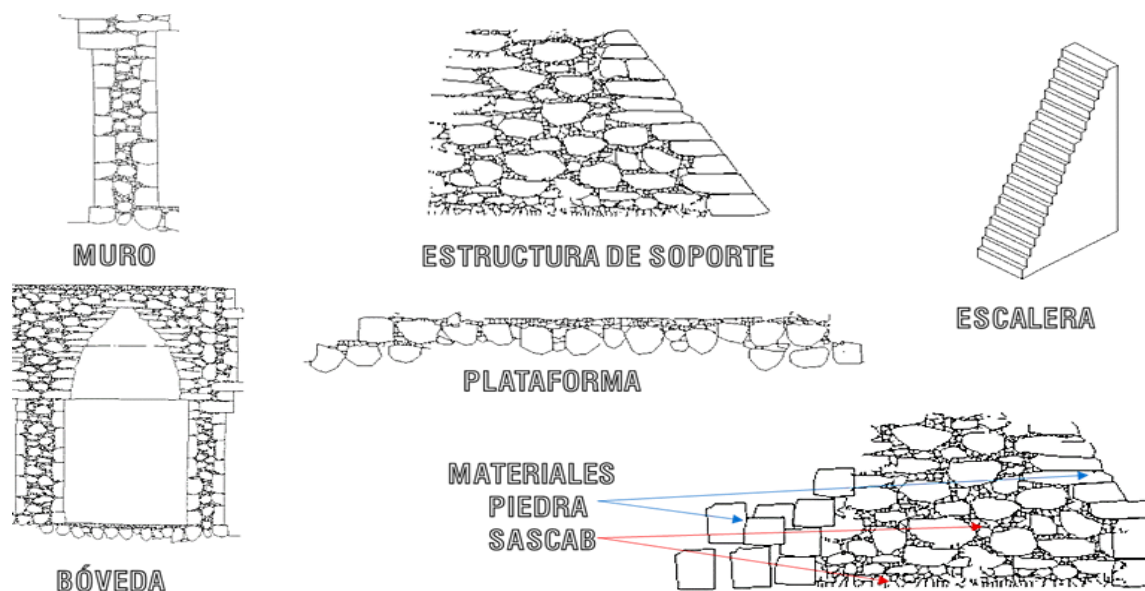 MURO
ESTRUCTURA DE SOPORTE
ESCALERA
PLATAFORMA
BÓVEDA
MATERIALES
PIEDRA
SASCAB